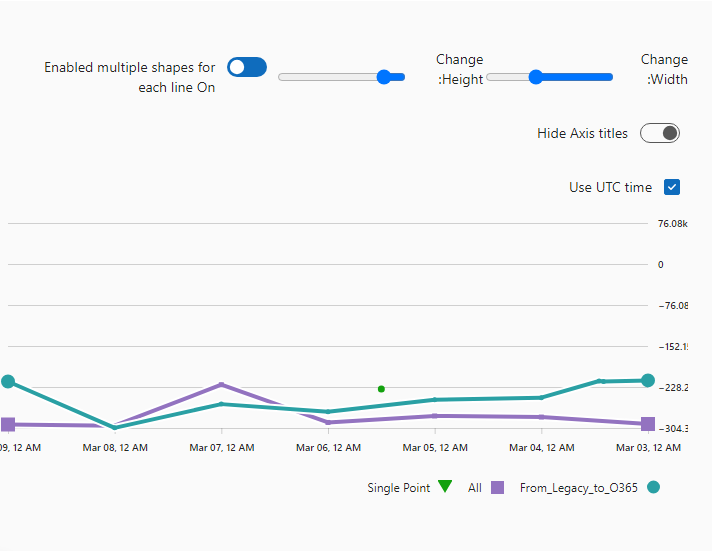 Enabled multiple shapes for
each line On
Change
:Height
Change
:Width
Hide Axis titles
Use UTC time
76.08k
0
−76.08
−152.1
−228.2
−304.3
09, 12 AM
Mar 08, 12 AM
Mar 07, 12 AM
Mar 06, 12 AM
Mar 05, 12 AM
Mar 04, 12 AM
Mar 03, 12 AM
Single Point
All
From_Legacy_to_O365